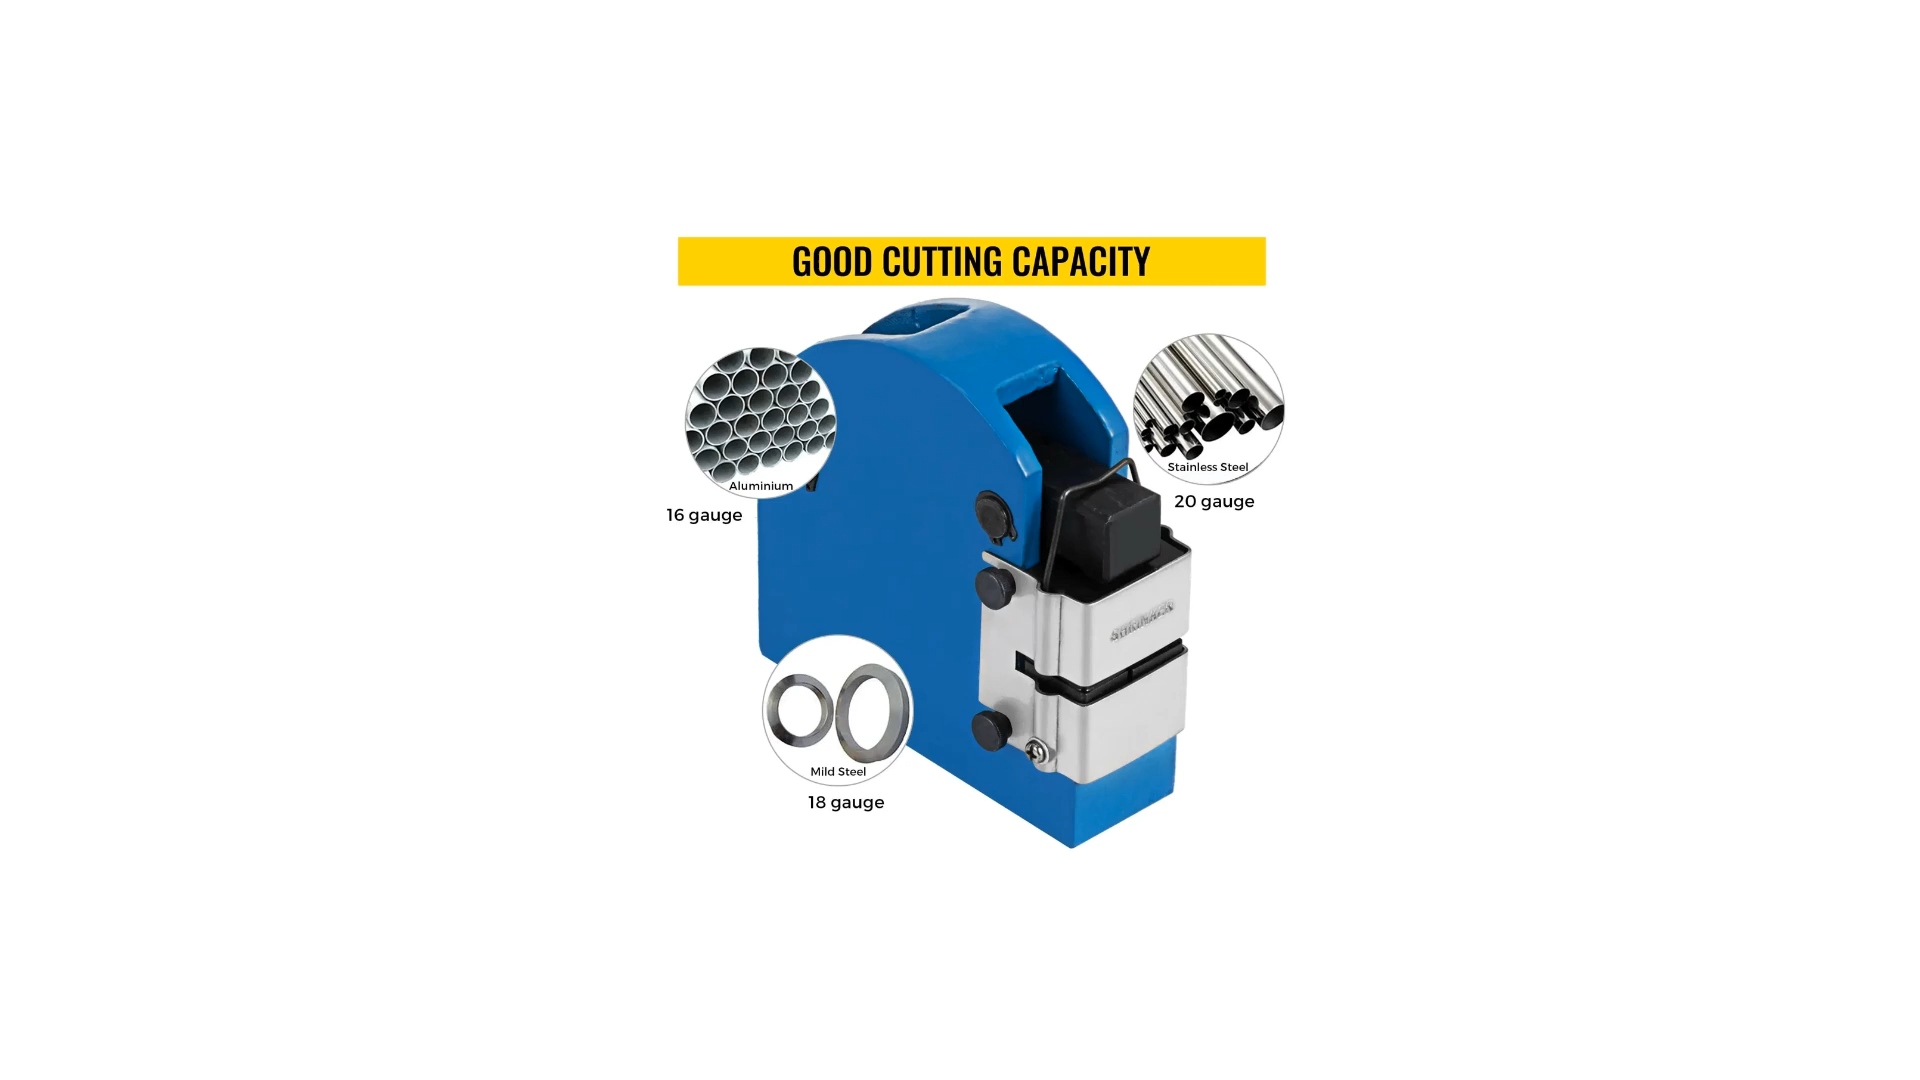 GOOD CUTTING CAPACITY
Aluminium
16 gauge
Stainless Steel
20 gauge
Mild Steel
18 gauge